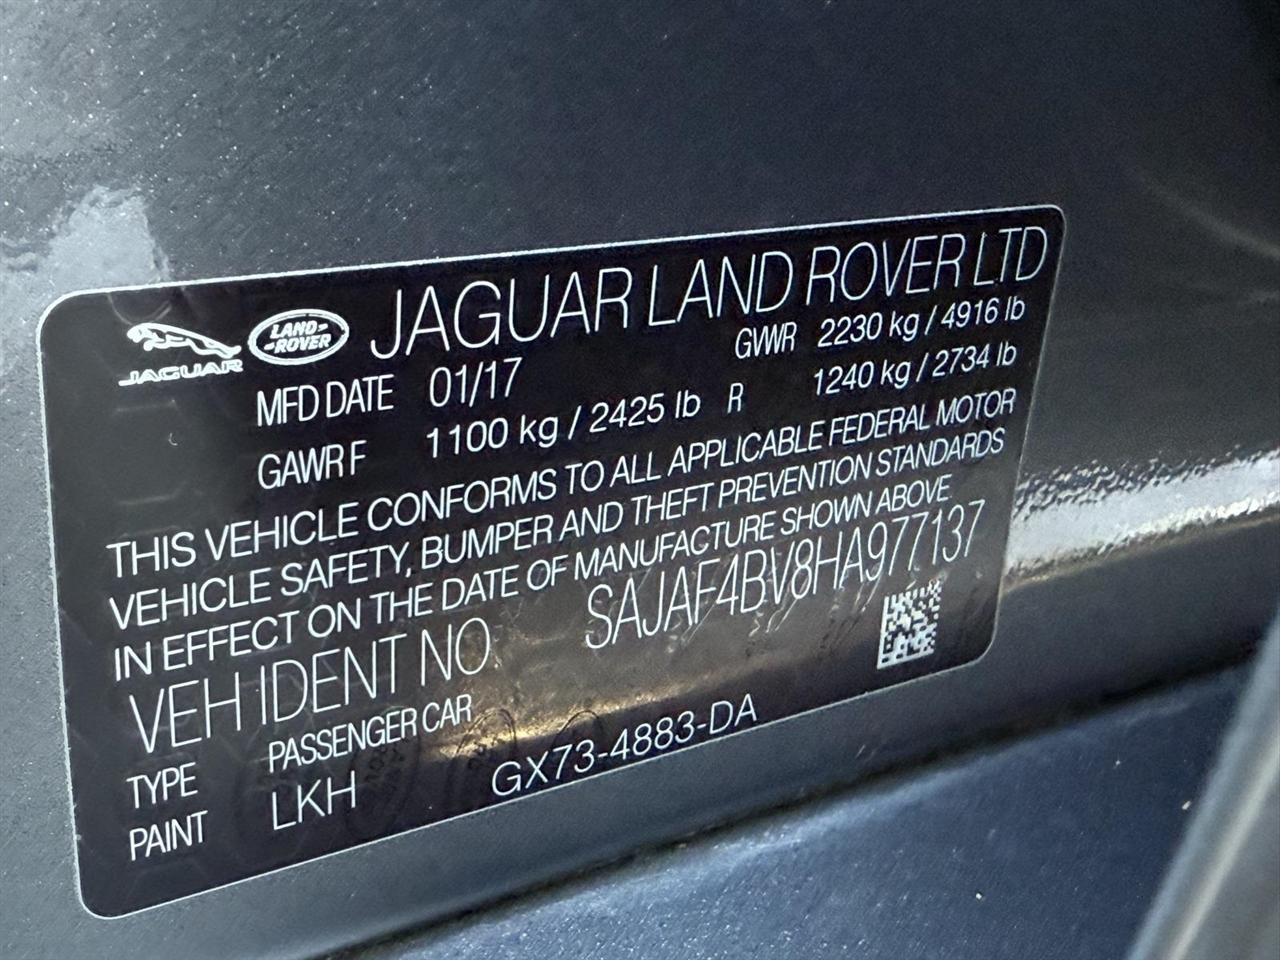 JAGUAR LAND ROVER LTD
JAGUAR
LAND-
-ROVER
MFD DATE 01/17 GVWR 2230 kg / 4916 lb
GAWR F 1100 kg / 2425 lb R 1240 kg / 2734 lb
THIS VEHICLE CONFORMS TO ALL APPLICABLE FEDERAL MOTOR
VEHICLE SAFETY, BUMPER AND THEFT PREVENTION STANDARDS
IN EFFECT ON THE DATE OF MANUFACTURE SHOWN ABOVE
VEH IDENT NO. SAJAF4BV8HA977137
TYPE PASSENGER CAR
PAINT LKH GX73-4883-DA